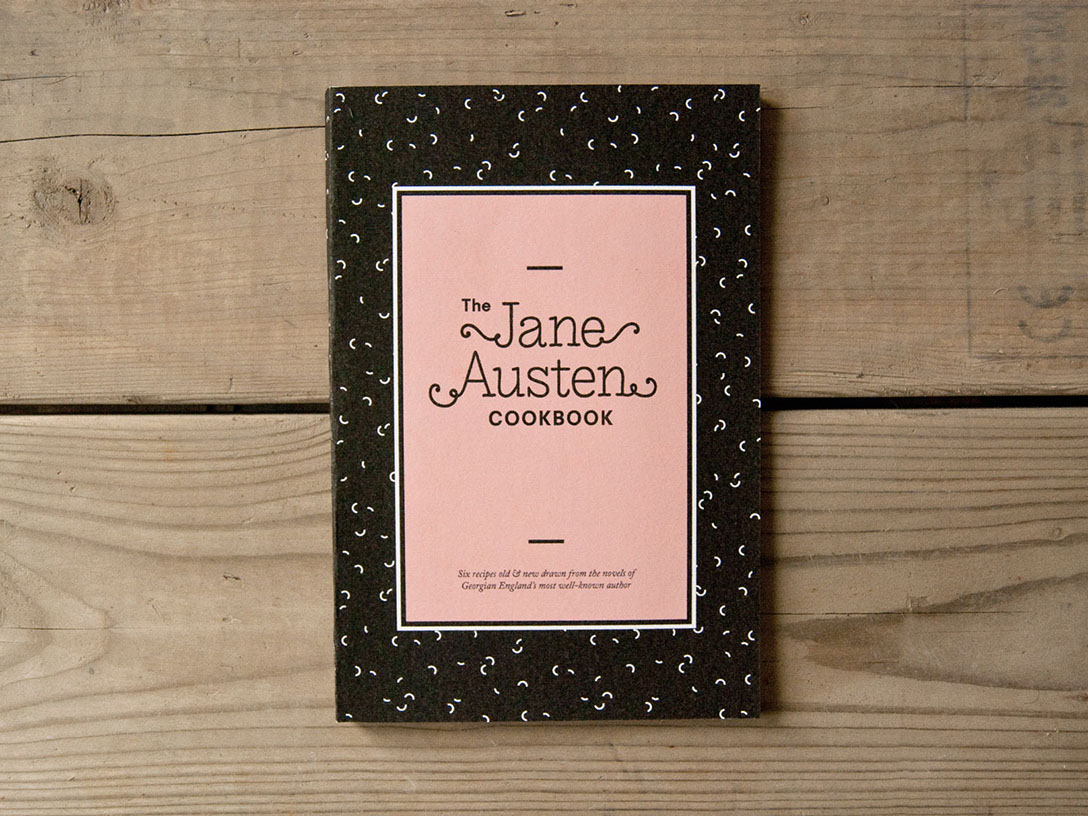 The Jane
Austen
COOKBOOK
Six recipes old & new drawn from the novels of
Georgian England's most well-known author